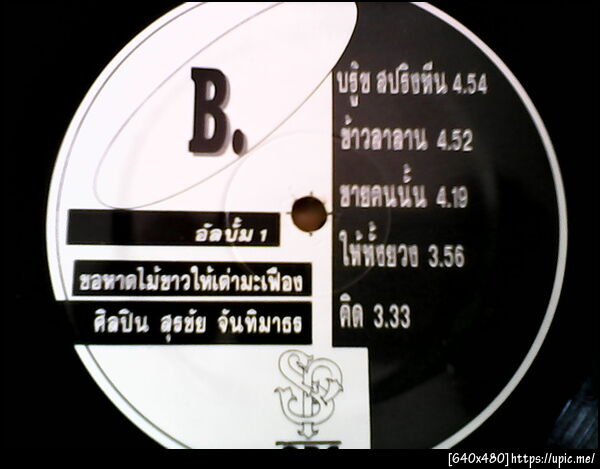 B.
อัลบั้ม 1
ขอหาดไม้ขาวให้เต่ามะเฟือง
ศิลปิน สุรชัย จันทิมาธร
บรู๊ซ สปริงทีน 4.54
ข้าวลาลาน 4.52
ชายคนนั้น 4.19
ให้ทั้งยวง 3.56
คิด 3.33
[640x480]https://upic.me/